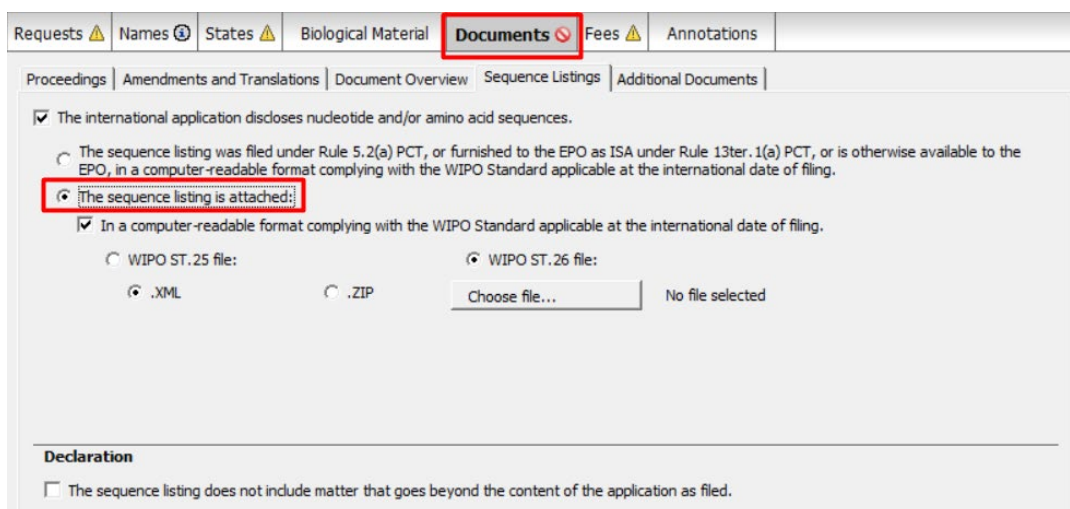 Requests Names States Biological Material Documents Fees Annotations
Proceedings Amendments and Translations Document Overview Sequence Listings Additional Documents
The international application discloses nucleotide and/or amino acid sequences.
The sequence listing was filed under Rule 5.2(a) PCT, or furnished to the EPO as ISA under Rule 13ter.1(a) PCT, or is otherwise available to the
EPO, in a computer-readable format complying with the WIPO Standard applicable at the international date of filing.
The sequence listing is attached:
In a computer-readable format complying with the WIPO Standard applicable at the international date of filing.
WIPO ST.25 file: WIPO ST.26 file:
.XML .ZIP Choose file... No file selected
Declaration
The sequence listing does not include matter that goes beyond the content of the application as filed.